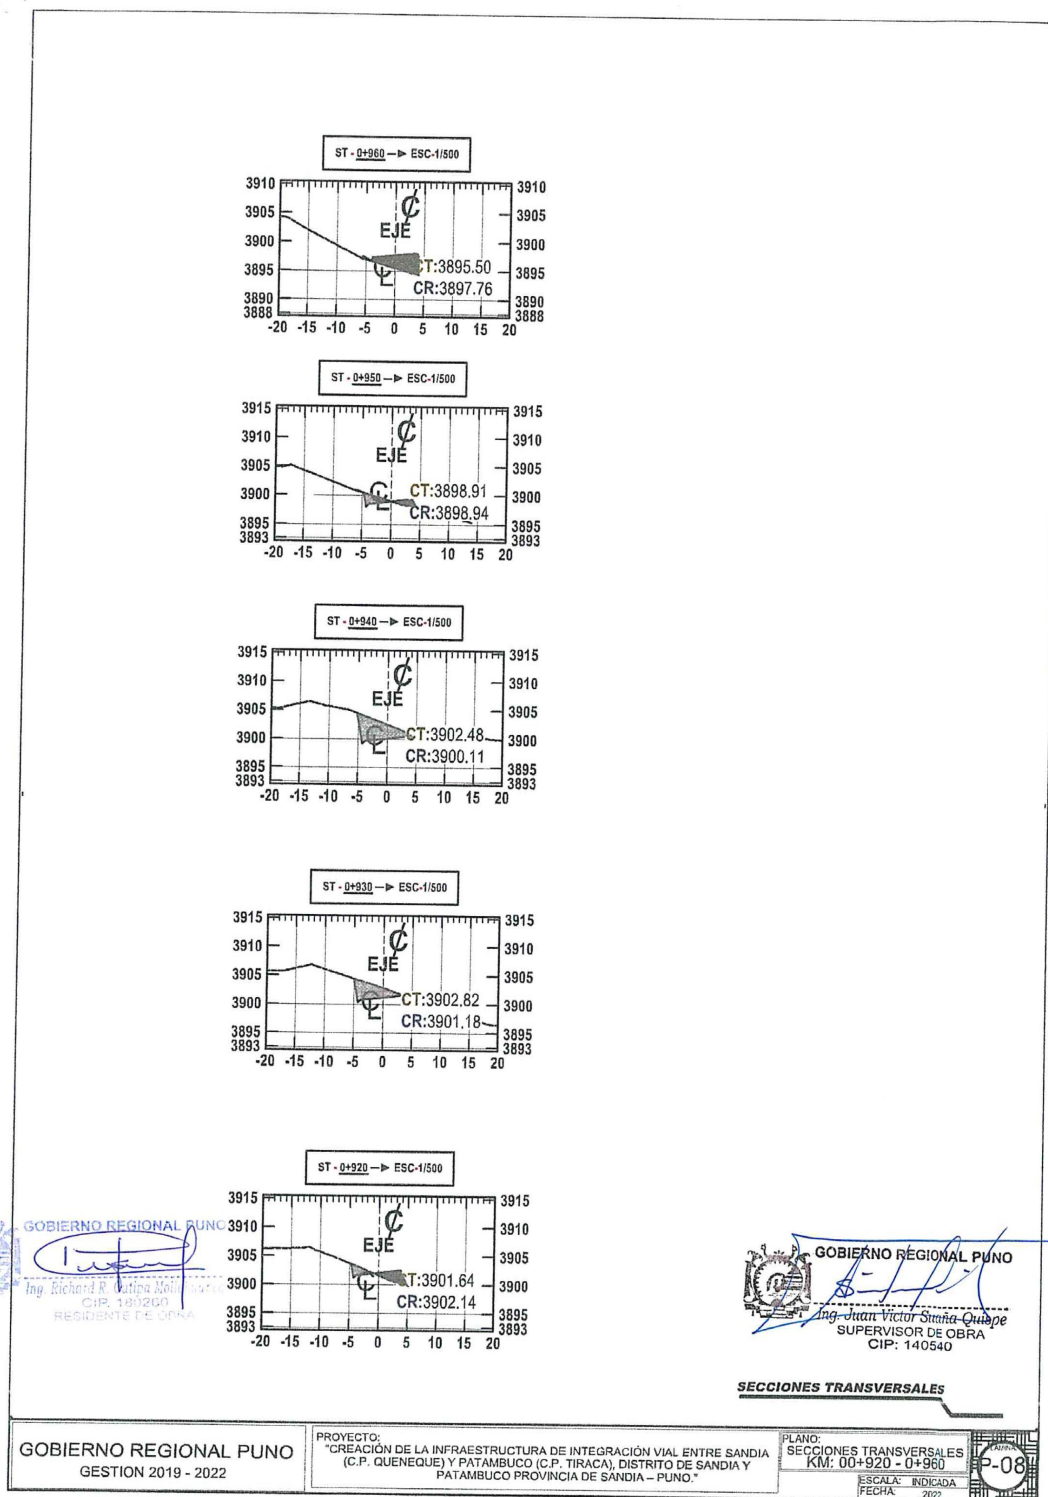 ST - 0+960 -> ESC-1/500
3910
3905
3900
3895
3890
3888
3910
3905
3900
3895
3890
3888
EJE
CT:3895.50
CR:3897.76
-20 -15 -10 -5 0 5 10 15 20
ST - 0+950 -> ESC-1/500
3915
3910
3905
3900
3895
3893
3915
3910
3905
3900
3895
3893
EJE
CT:3898.91
CR:3898.94
-20 -15 -10 -5 0 5 10 15 20
ST - 0+940 -> ESC-1/500
3915
3910
3905
3900
3895
3893
3915
3910
3905
3900
3895
3893
EJE
CT:3902.48
CR:3900.11
-20 -15 -10 -5 0 5 10 15 20
ST - 0+930 -> ESC-1/500
3915
3910
3905
3900
3895
3893
3915
3910
3905
3900
3895
3893
EJE
CT:3902.82
CR:3901.18
-20 -15 -10 -5 0 5 10 15 20
ST - 0+920 -> ESC-1/500
3915
3910
3905
3900
3895
3893
3915
3910
3905
3900
3895
3893
EJE
CT:3901.64
CR:3902.14
-20 -15 -10 -5 0 5 10 15 20
GOBIERNO REGIONAL PUNO
Ing. Richard R. Cutipa
CIP. 180260
RESIDENTE DE OBRA
GOBIERNO REGIONAL PUNO
Ing. Juan Victor Suaña Quispe
SUPERVISOR DE OBRA
CIP: 140540
SECCIONES TRANSVERSALES
GOBIERNO REGIONAL PUNO
GESTION 2019 - 2022
PROYECTO:
"CREACIÓN DE LA INFRAESTRUCTURA DE INTEGRACIÓN VIAL ENTRE SANDIA
(C.P. QUENEQUE) Y PATAMBUCO (C.P. TIRACA), DISTRITO DE SANDIA Y
PATAMBUCO PROVINCIA DE SANDIA – PUNO."
PLANO:
SECCIONES TRANSVERSALES
KM: 00+920 - 0+960
ESCALA: INDICADA
FECHA: 2022
LAMINA
P-08